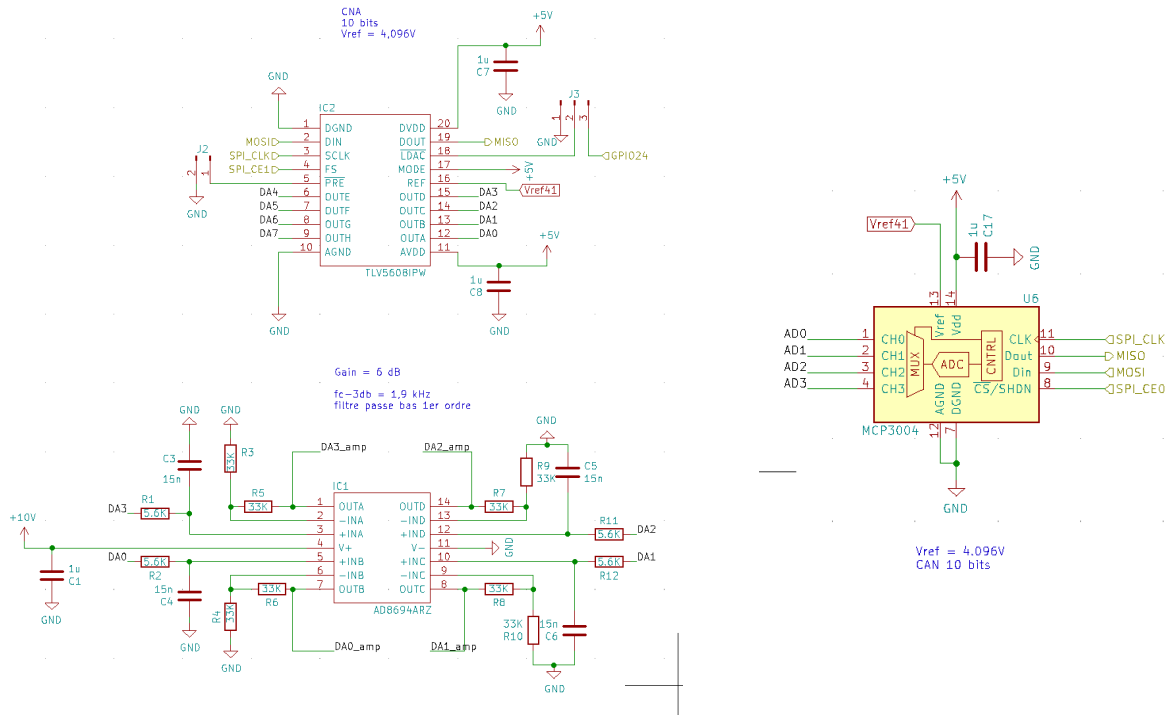 CNA
10 bits
Vref = 4,096V
+5V
1u
C7
GND
GND
J3
1
2
3
GND
GPIO24
IC2
1 DGND
2 DIN
3 SCLK
4 FS
5 PRE
6 OUTE
7 OUTF
8 OUTG
9 OUTH
10 AGND
DVDD 20
DOUT 19
LDAC 18
MODE 17
REF 16
OUTD 15
OUTC 14
OUTB 13
OUTA 12
AVDD 11
TLV5608IPW
MOSI
SPI_CLK
SPI_CE1
J2
2
1
GND
DA4
DA5
DA6
DA7
MISO
+5V
Vref41
DA3
DA2
DA1
DA0
+5V
1u
C8
GND
GND
+5V
Vref41
1u
C17
GND
13
14
U6
Vref
Vdd
AD0 1 CH0
AD1 2 CH1
AD2 3 CH2
AD3 4 CH3
MUX
ADC
CNTRL
CLK 11 SPI_CLK
Dout 10 MISO
Din 9 MOSI
CS/SHDN 8 SPI_CE0
AGND
DGND
MCP3004
12
7
GND
Vref = 4.096V
CAN 10 bits
Gain = 6 dB
fc-3db = 1,9 kHz
filtre passe bas 1er ordre
GND
GND
GND
C3
15n
33K
R3
DA3_amp
DA2_amp
R9
33K
C5
15n
IC1
R5
33K
R7
33K
R1
5.6K
DA3
R11
5.6K
DA2
+10V
1 OUTA
2 -INA
3 +INA
4 V+
5 +INB
6 -INB
7 OUTB
OUTD 14
-IND 13
+IND 12
V- 11
+INC 10
-INC 9
OUTC 8
AD8694ARZ
GND
DA0
5.6K
R2
5.6K
R12
DA1
1u
C1
GND
15n
C4
GND
33K
R6
R4
33K
GND
33K
R8
33K
R10
15n
C6
DA0_amp
DA1_amp
GND